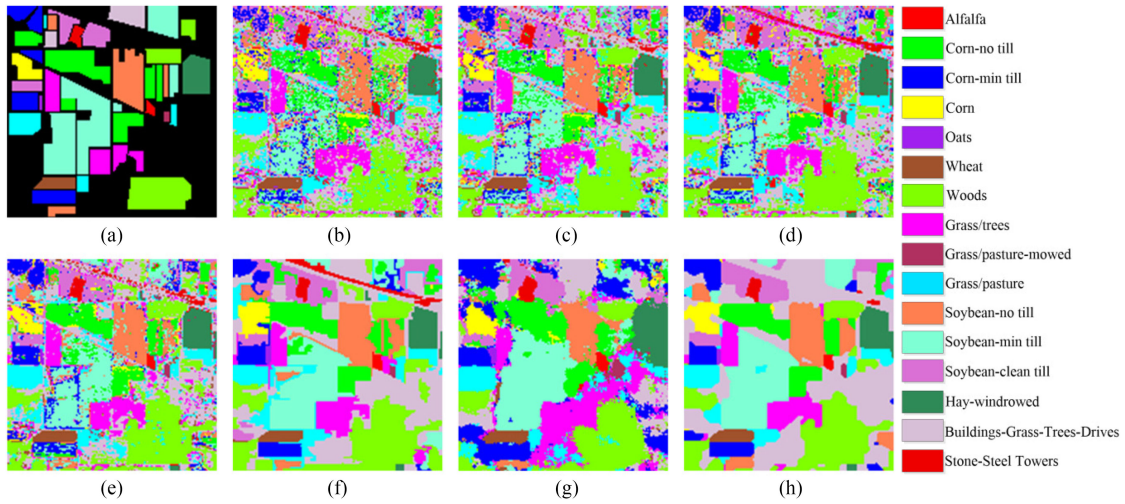 (a)
(b)
(c)
(d)
(e)
(f)
(g)
(h)
Alfalfa
Corn-no till
Corn-min till
Corn
Oats
Wheat
Woods
Grass/trees
Grass/pasture-mowed
Grass/pasture
Soybean-no till
Soybean-min till
Soybean-clean till
Hay-windrowed
Buildings-Grass-Trees-Drives
Stone-Steel Towers